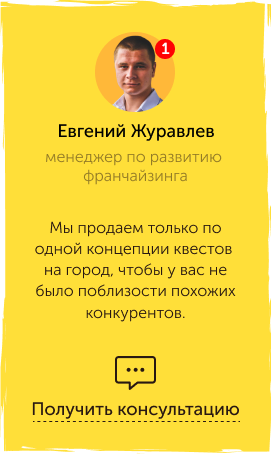 1
Евгений Журавлев
менеджер по развитию
франчайзинга
Мы продаем только по
одной концепции квестов
на город, чтобы у вас не
было поблизости похожих
конкурентов.
Получить консультацию